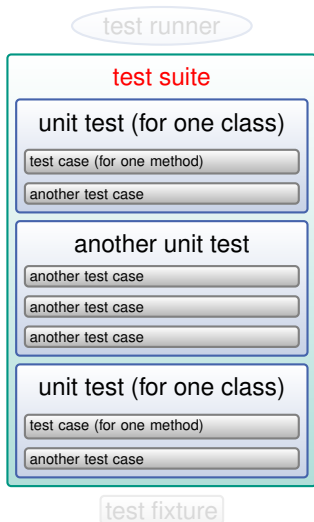 test runner
test suite
unit test (for one class)
test case (for one method)
another test case
another unit test
another test case
another test case
another test case
unit test (for one class)
test case (for one method)
another test case
test fixture